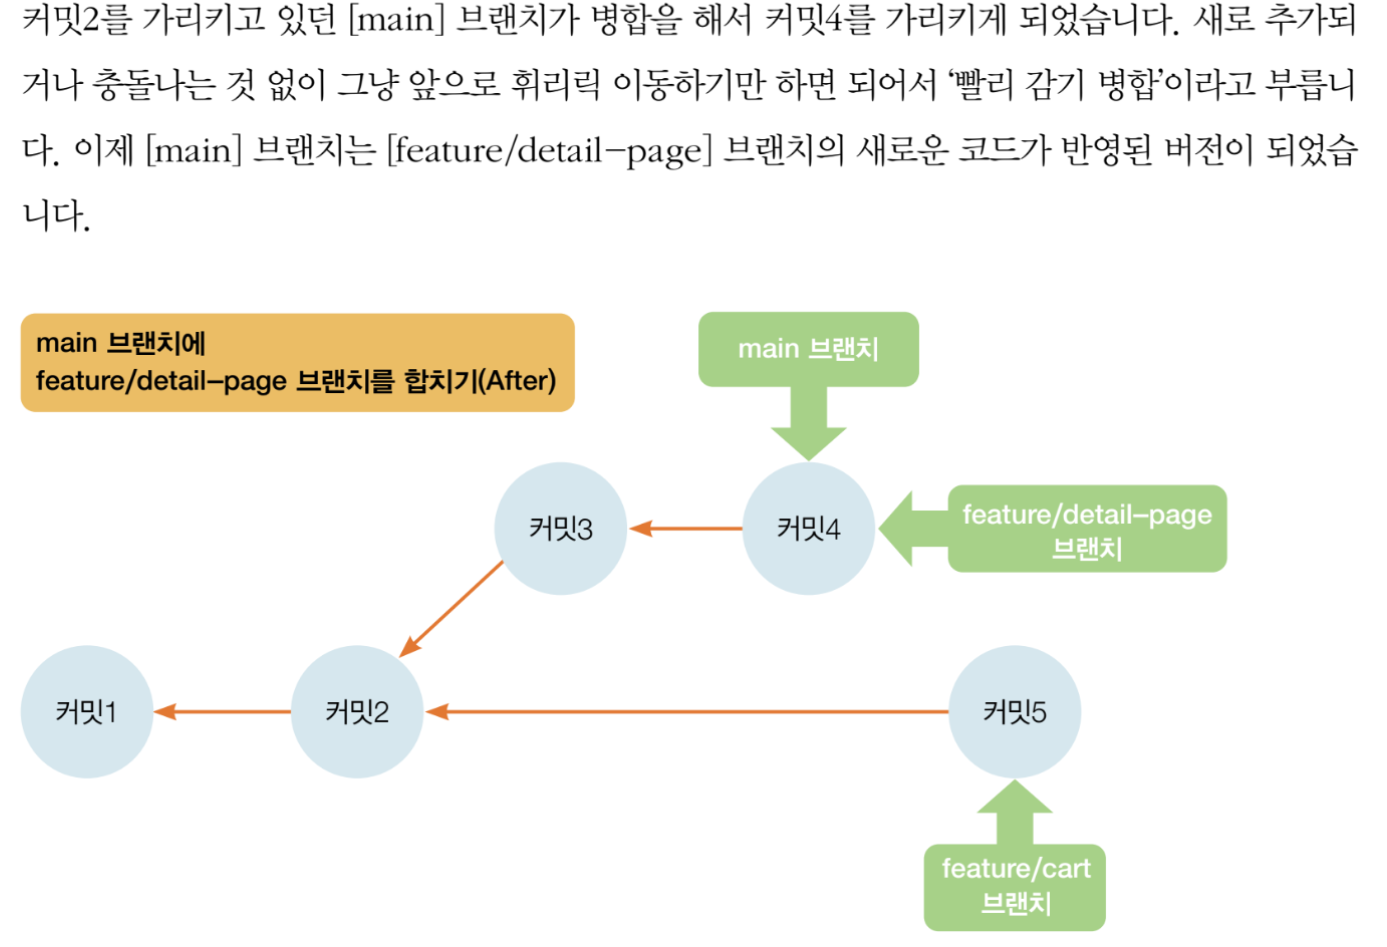 커밋2를 가리키고 있던 [main] 브랜치가 병합을 해서 커밋4를 가리키게 되었습니다. 새로 추가되
거나 충돌나는 것 없이 그냥 앞으로 휘리릭 이동하기만 하면 되어서 ‘빨리 감기 병합’이라고 부릅니
다. 이제 [main] 브랜치는 [feature/detail–page] 브랜치의 새로운 코드가 반영된 버전이 되었습
니다.
main 브랜치에
feature/detail–page 브랜치를 합치기(After)
main 브랜치
커밋3
커밋4
feature/detail–page
브랜치
커밋1
커밋2
커밋5
feature/cart
브랜치